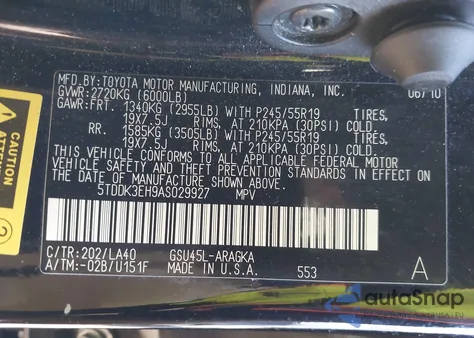 MFD.BY:TOYOTA MOTOR MANUFACTURING, INDIANA, INC. 06/10
GVWR:2720KG (6000LB)
GAWR:FRT. 1340KG (2955LB) WITH P245/55R19 TIRES,
19X7.5J RIMS, AT 210KPA (30PSI) COLD.
RR. 1585KG (3505LB) WITH P245/55R19 TIRES,
19X7.5J RIMS, AT 210KPA (30PSI) COLD.
THIS VEHICLE CONFORMS TO ALL APPLICABLE FEDERAL MOTOR
VEHICLE SAFETY AND THEFT PREVENTION STANDARDS IN EFFECT ON
THE DATE OF MANUFACTURE SHOWN ABOVE.
5TDDK3EH9AS029927 MPV
C/TR:202/LA40 GSU45L-ARAGKA
A/TM:-02B/U151F MADE IN U.S.A. 553 A
CAUTION
2
autoSnap